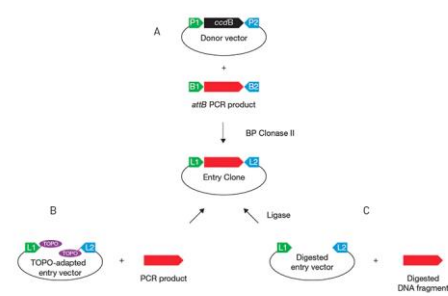 A
P1 ccdB P2
Donor vector
+
B1 B2
attB PCR product
BP Clonase II
L1 L2
Entry Clone
B
Ligase
C
L1 TOPO TOPO L2
TOPO-adapted
entry vector
+
PCR product
L1 L2
Digested
entry vector
+
Digested
DNA fragment